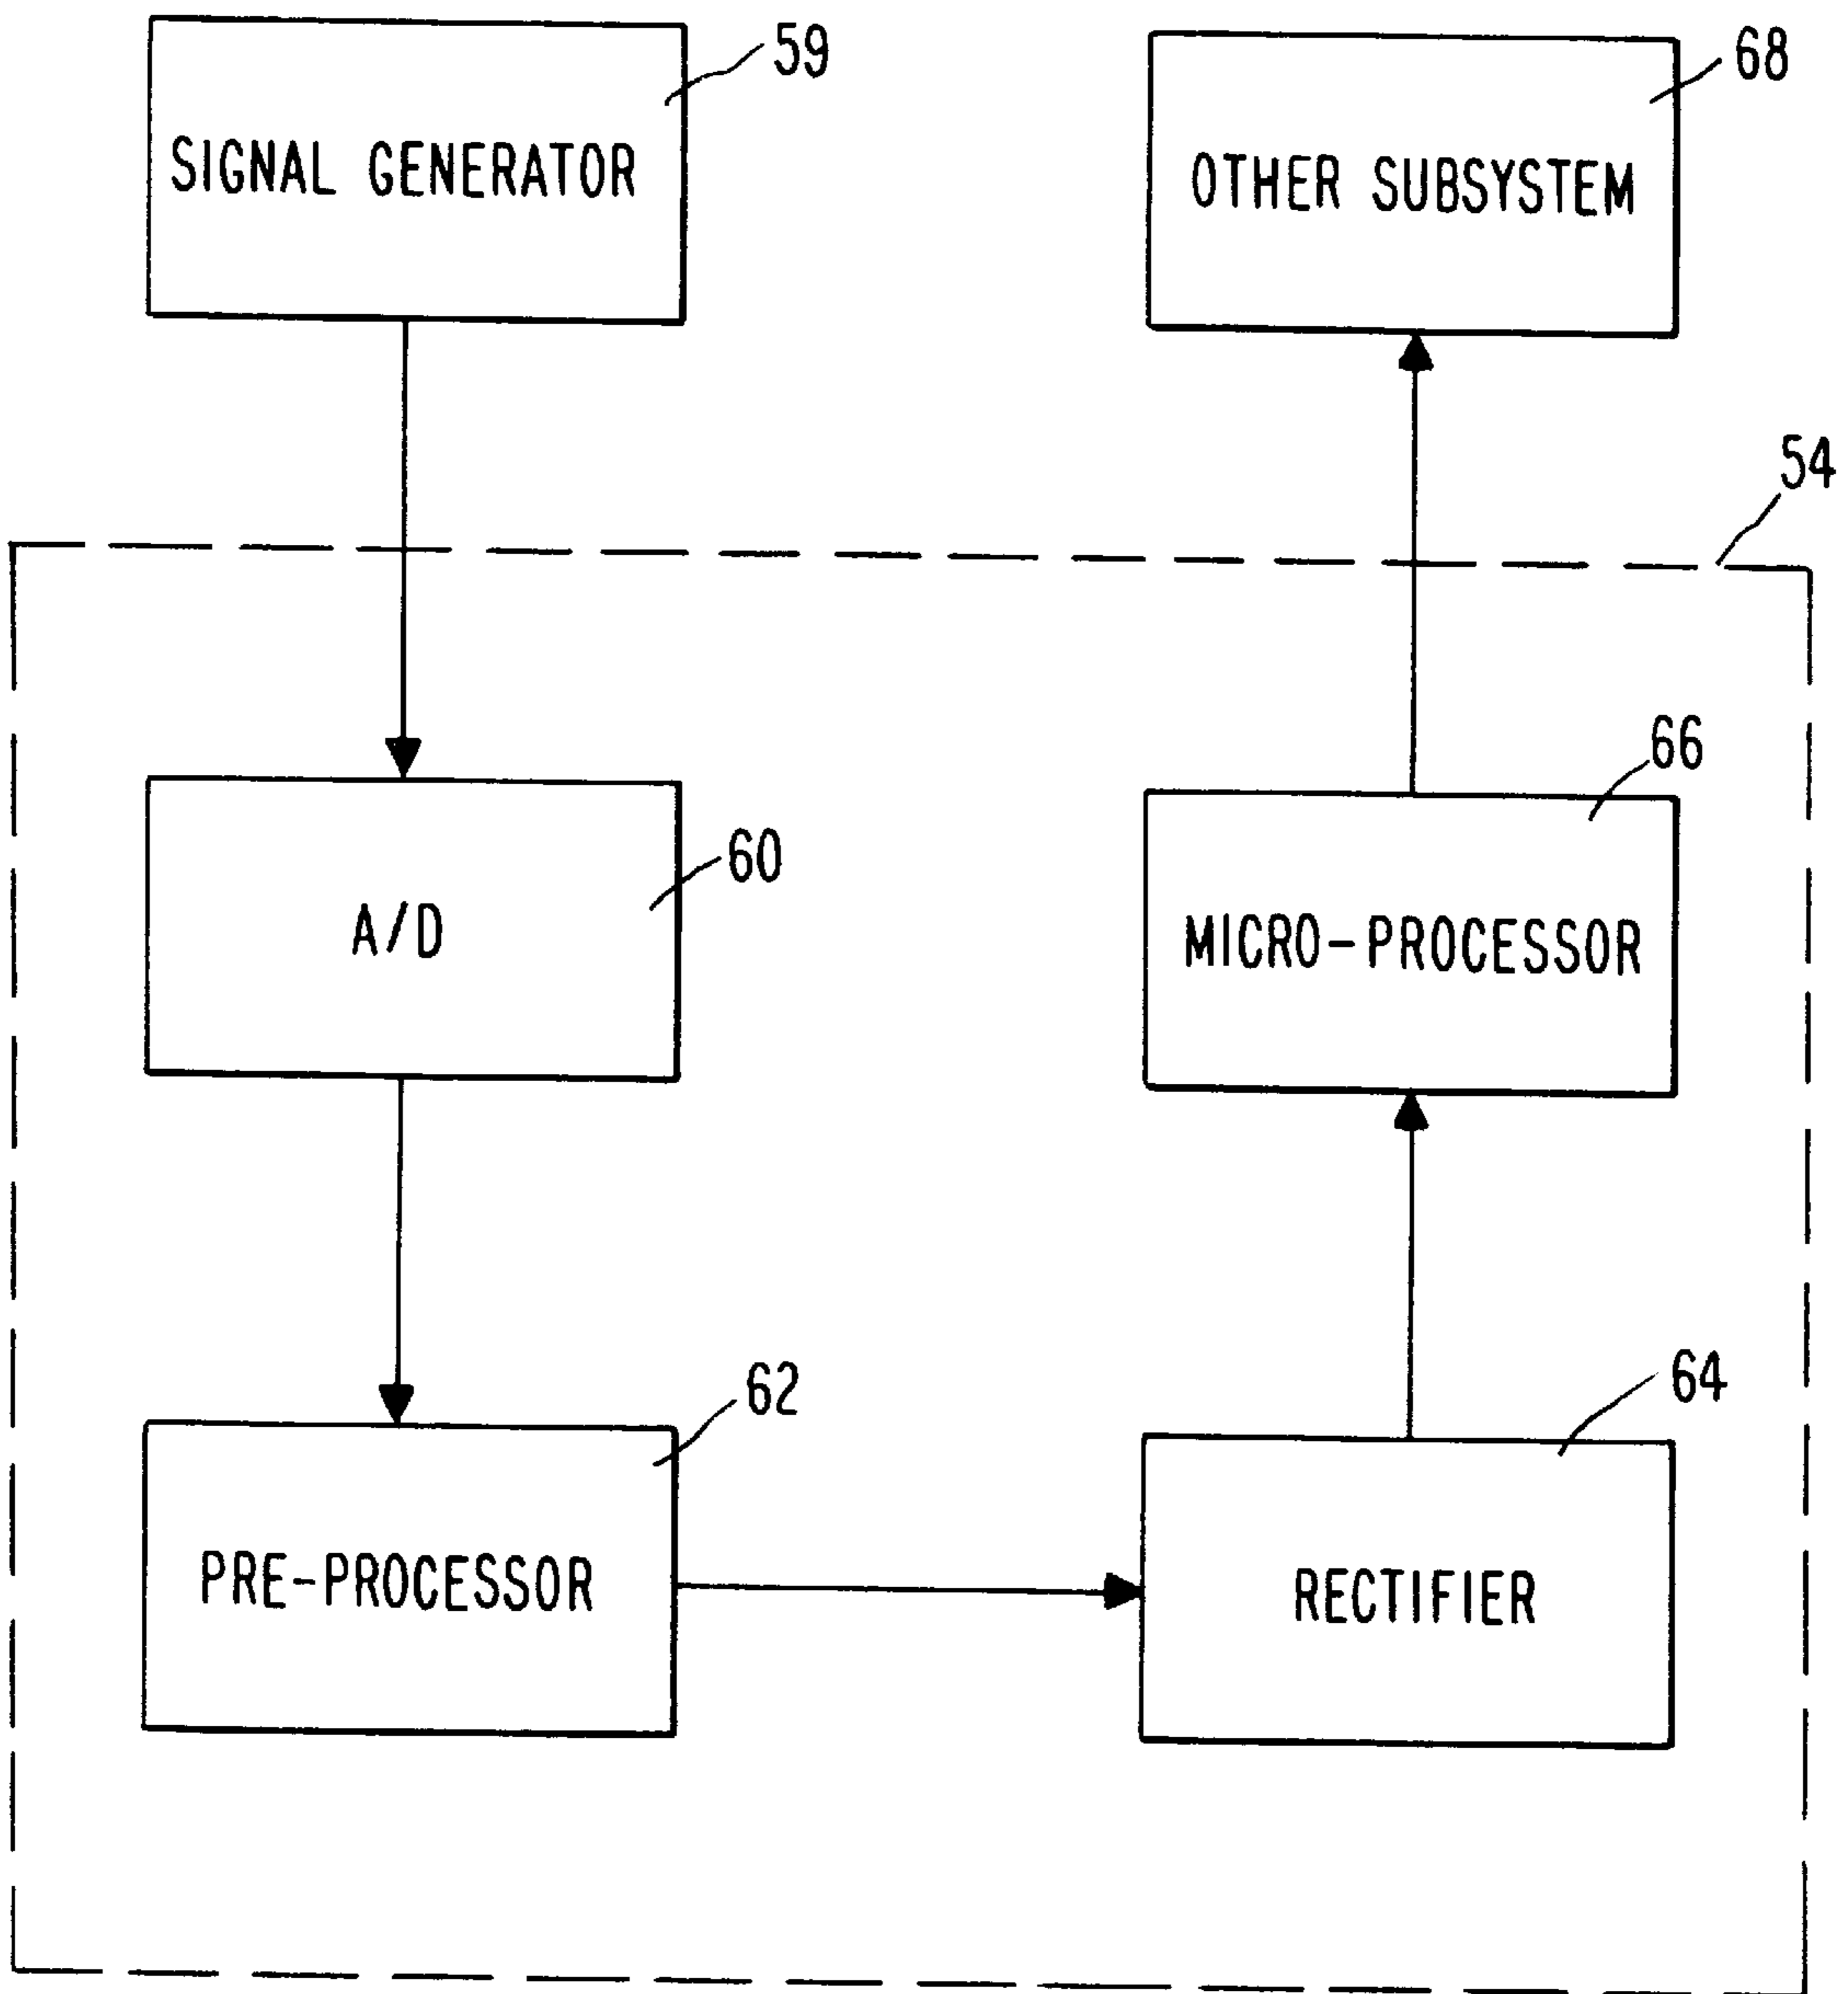 59
68
SIGNAL GENERATOR
OTHER SUBSYSTEM
54
66
60
A/D
MICRO-PROCESSOR
62
64
PRE-PROCESSOR
RECTIFIER